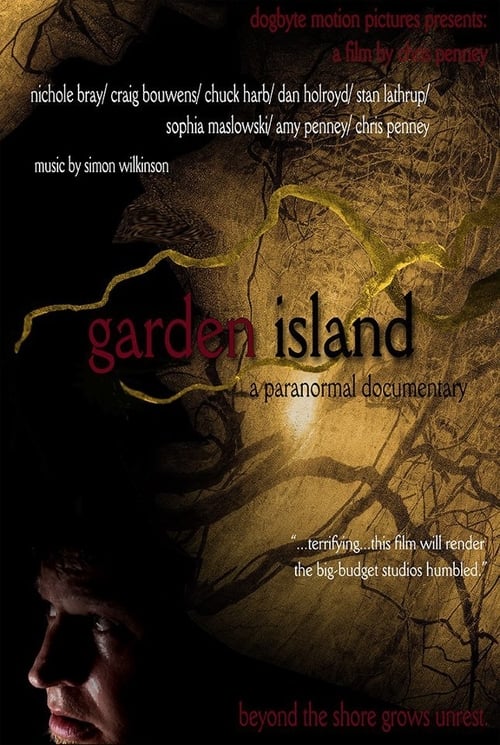 dogbyte motion pictures presents:
a film by chris penney
nichole bray/ craig bouwens/ chuck harb/ dan holroyd/ stan lathrup/
sophia maslowski/ amy penney/ chris penney
music by simon wilkinson
garden island
a paranormal documentary
"...terrifying...this film will render
the big-budget studios humbled."
beyond the shore grows unrest.